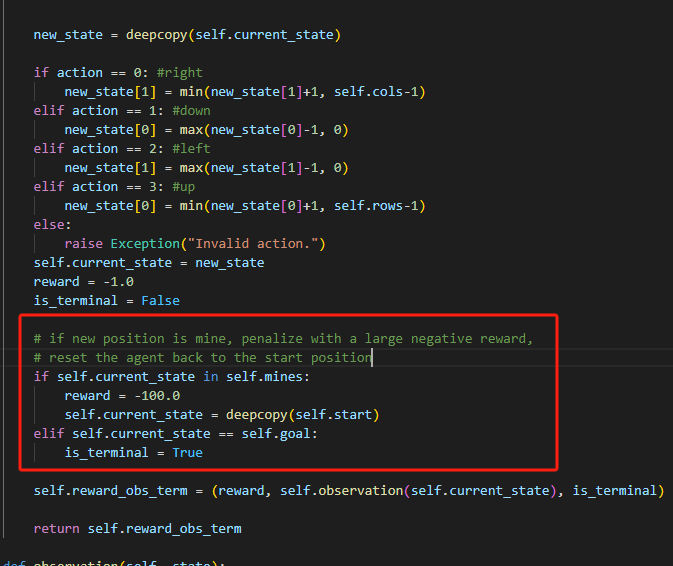 new_state = deepcopy(self.current_state)
if action == 0: #right
new_state[1] = min(new_state[1]+1, self.cols-1)
elif action == 1: #down
new_state[0] = max(new_state[0]-1, 0)
elif action == 2: #left
new_state[1] = max(new_state[1]-1, 0)
elif action == 3: #up
new_state[0] = min(new_state[0]+1, self.rows-1)
else:
raise Exception("Invalid action.")
self.current_state = new_state
reward = -1.0
is_terminal = False
# if new position is mine, penalize with a large negative reward,
# reset the agent back to the start position
if self.current_state in self.mines:
reward = -100.0
self.current_state = deepcopy(self.start)
elif self.current_state == self.goal:
is_terminal = True
self.reward_obs_term = (reward, self.observation(self.current_state), is_terminal)
return self.reward_obs_term
def observation(self, state):